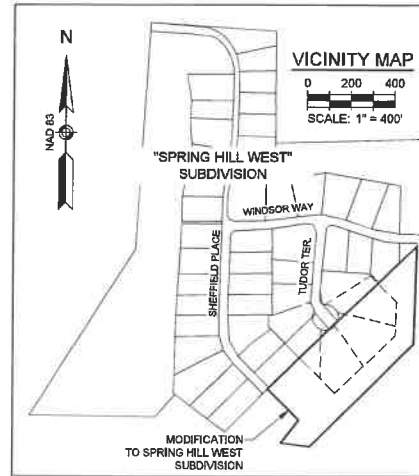 N
NAD 83
VICINITY MAP
0 200 400
SCALE: 1" = 400'
"SPRING HILL WEST"
SUBDIVISION
WINDSOR WAY
SHEFFIELD PLACE
TUDOR TER.
MODIFICATION
TO SPRING HILL WEST
SUBDIVISION